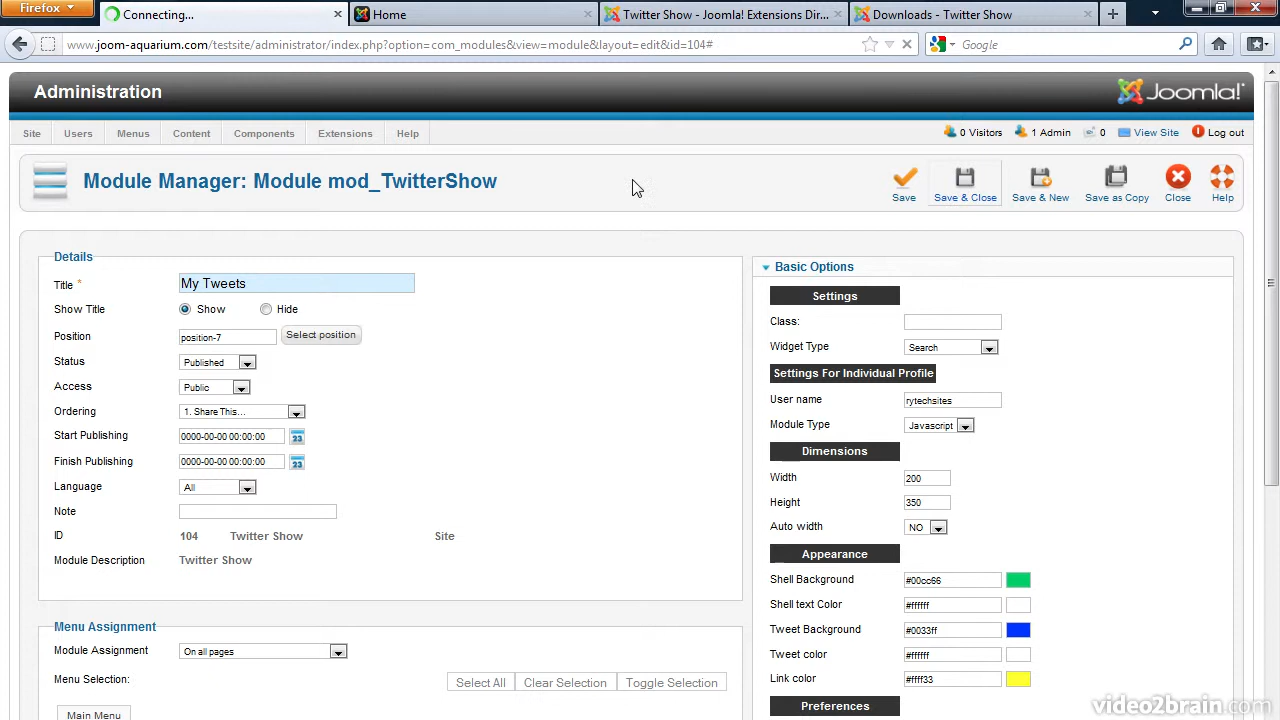 Firefox
Connecting...
Home
Twitter Show - Joomla! Extensions Dir...
Downloads - Twitter Show
www.joom-aquarium.com/
/administrator/index.php?option=com_modules&view=module&layout=edit&id=104#
Google
Administration
Joomla!
Site Users Menus Content Components Extensions Help
0 Visitors 1 Admin 0 View Site Log out
Module Manager: Module mod_TwitterShow
Save Save & Close Save & New Save as Copy Close Help
Details
Title *
My Tweets
Show Title Show Hide
Position position-7 Select position
Status Published
Access Public
Ordering 1. Share This...
Start Publishing 0000-00-00 00:00:00 23
Finish Publishing 0000-00-00 00:00:00 23
Language All
Note
ID 104 Twitter Show Site
Module Description Twitter Show
Menu Assignment
Module Assignment On all pages
Menu Selection: Select All Clear Selection Toggle Selection
Main Menu
Basic Options
Settings
Class:
Widget Type Search
Settings For Individual Profile
User name rytechsites
Module Type Javascript
Dimensions
Width 200
Height 350
Auto width NO
Appearance
Shell Background #00cc66
Shell text Color #ffffff
Tweet Background #0033ff
Tweet color #ffffff
Link color #ffff33
Preferences
video2brain.com